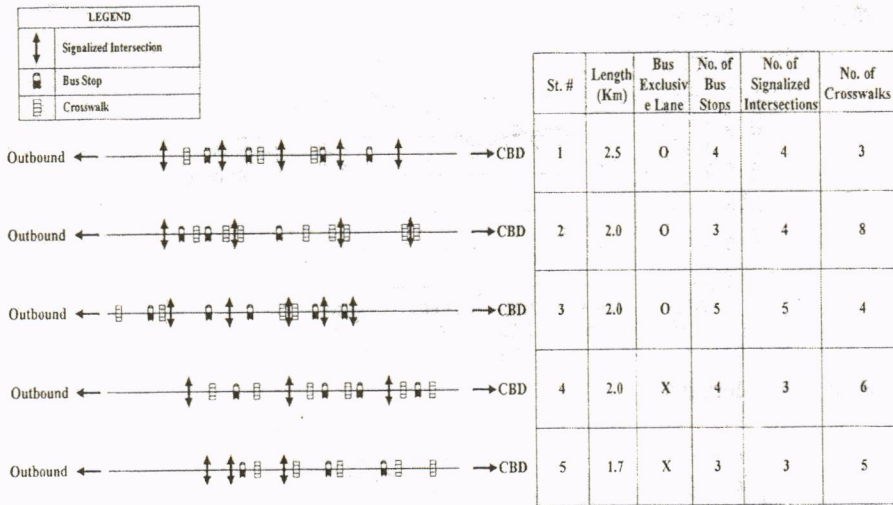 LEGEND
Signalized Intersection
Bus Stop
Crosswalk
St. # Length (Km) Bus Exclusiv e Lane No. of Bus Stops No. of Signalized Intersections No. of Crosswalks
Outbound CBD 1 2.5 O 4 4 3
Outbound CBD 2 2.0 O 3 4 8
Outbound CBD 3 2.0 O 5 5 4
Outbound CBD 4 2.0 X 4 3 6
Outbound CBD 5 1.7 X 3 3 5